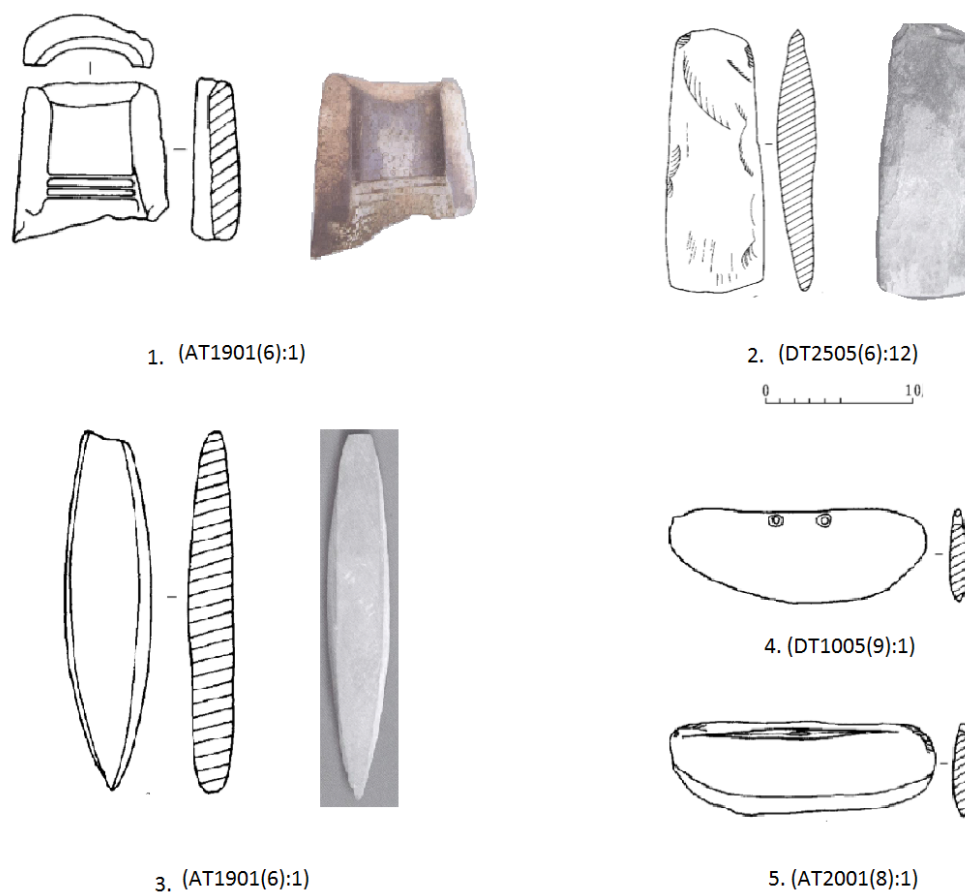 1. (AT1901(6):1)
2. (DT2505(6):12)
0 10
3. (AT1901(6):1)
4. (DT1005(9):1)
5. (AT2001(8):1)